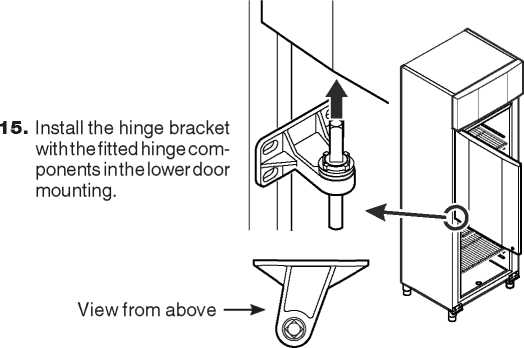 15. Install the hinge bracket
with the fitted hinge com-
ponents in the lower door
mounting.
View from above